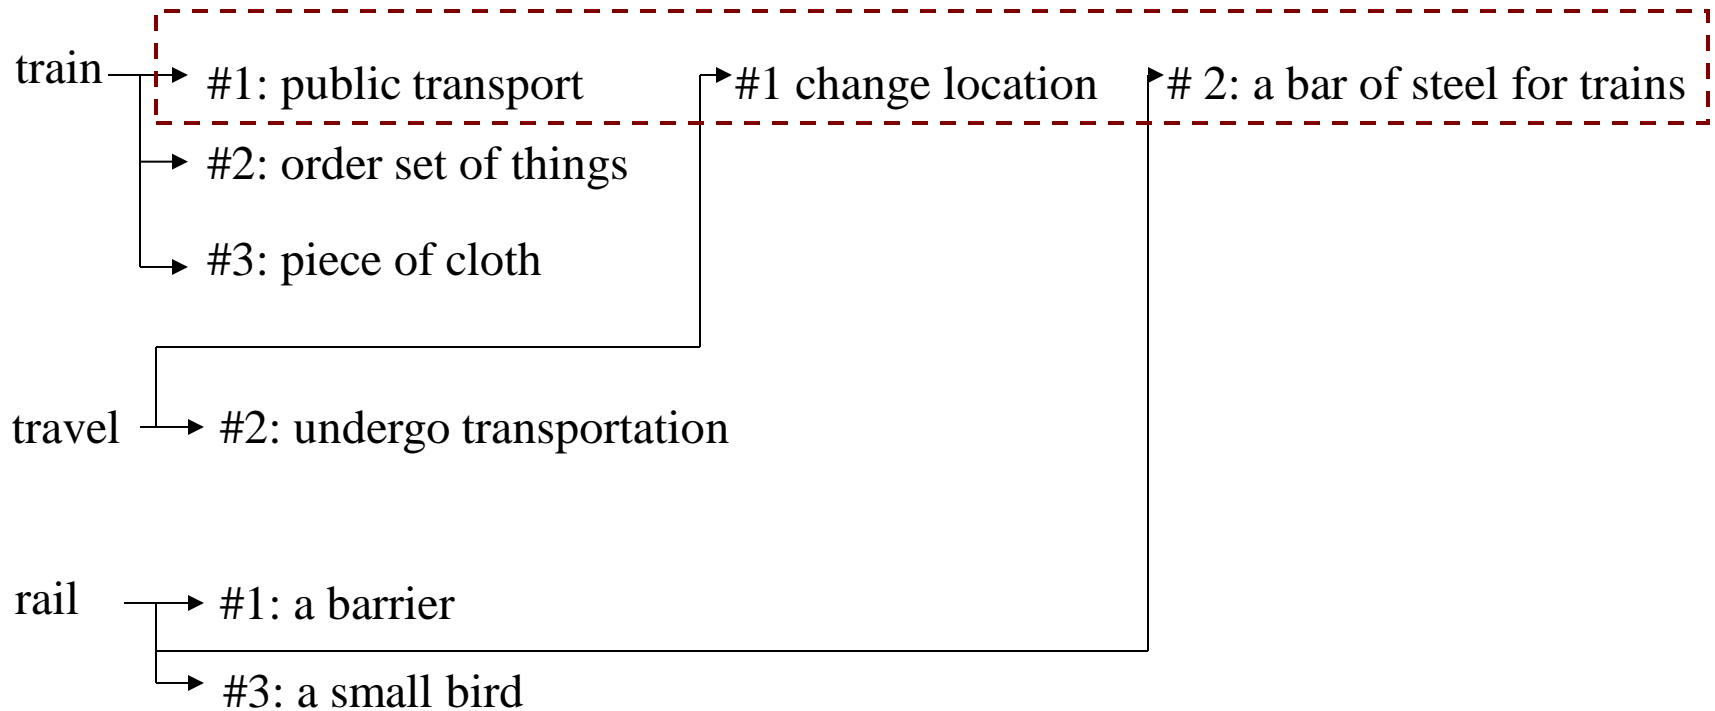 train #1: public transport #1 change location # 2: a bar of steel for trains
#2: order set of things
#3: piece of cloth
travel #2: undergo transportation
rail #1: a barrier
#3: a small bird